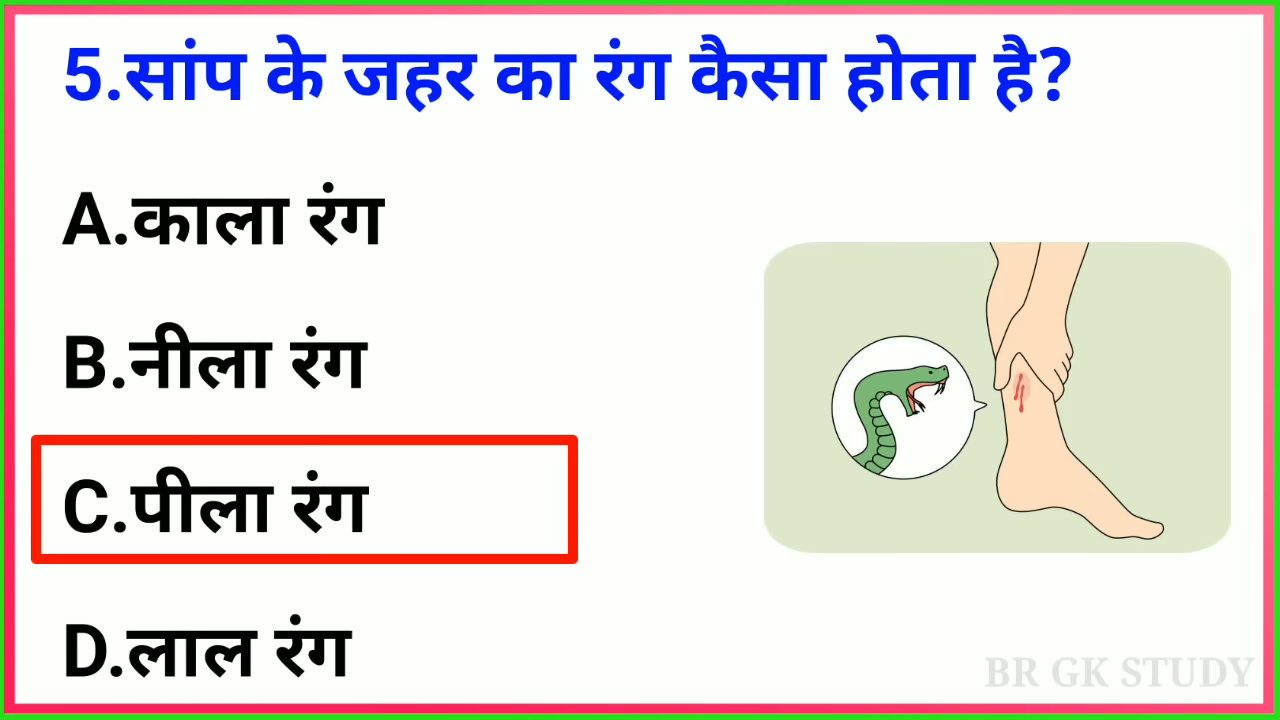 5.सांप के जहर का रंग कैसा होता है?
A.काला रंग
B.नीला रंग
C.पीला रंग
D.लाल रंग
BR GK STUDY